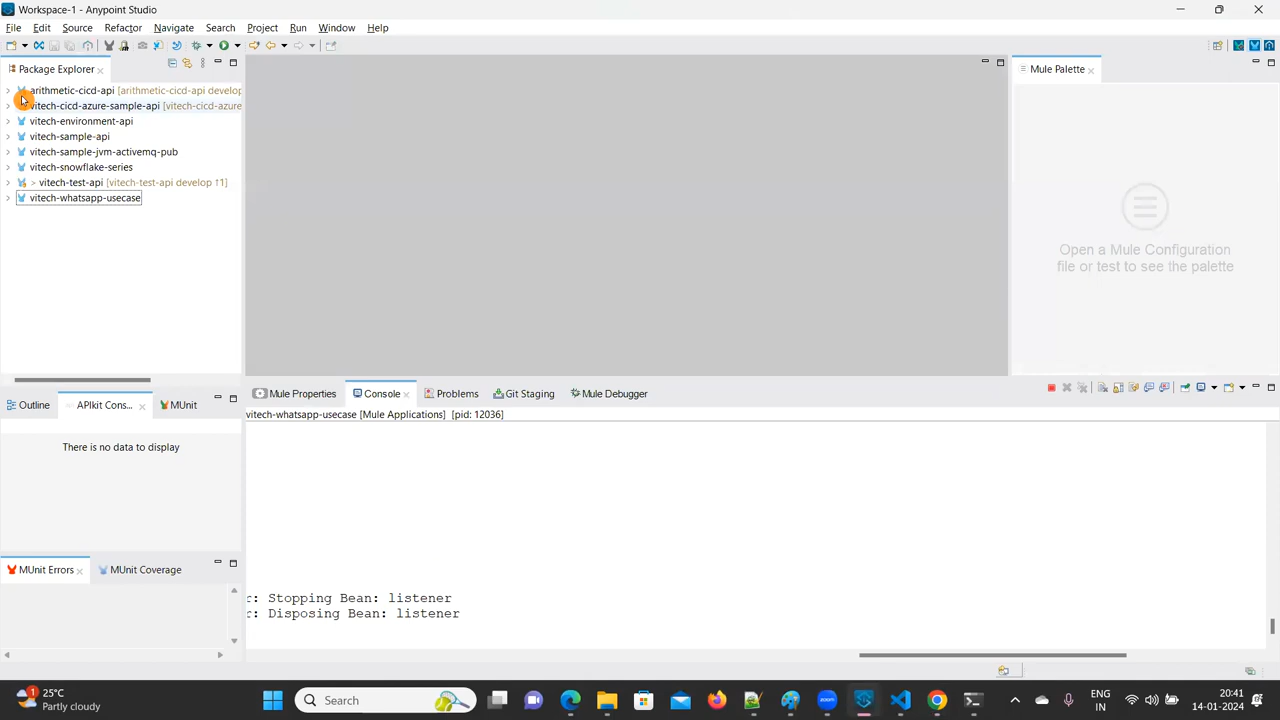 Workspace-1 - Anypoint Studio
File Edit Source Refactor Navigate Search Project Run Window Help
Package Explorer
arithmetic-cicd-api [arithmetic-cicd-api develop
vitech-cicd-azure-sample-api [vitech-cicd-azure
vitech-environment-api
vitech-sample-api
vitech-sample-jvm-activemq-pub
vitech-snowflake-series
> vitech-test-api [vitech-test-api develop ↑1]
vitech-whatsapp-usecase
Mule Palette
Open a Mule Configuration
file or test to see the palette
Outline APIkit Cons... MUnit
There is no data to display
MUnit Errors MUnit Coverage
Mule Properties Console Problems Git Staging Mule Debugger
vitech-whatsapp-usecase [Mule Applications] [pid: 12036]
r: Stopping Bean: listener
r: Disposing Bean: listener
1
25°C
Partly cloudy
Search
zoom
ENG
IN
20:41
14-01-2024